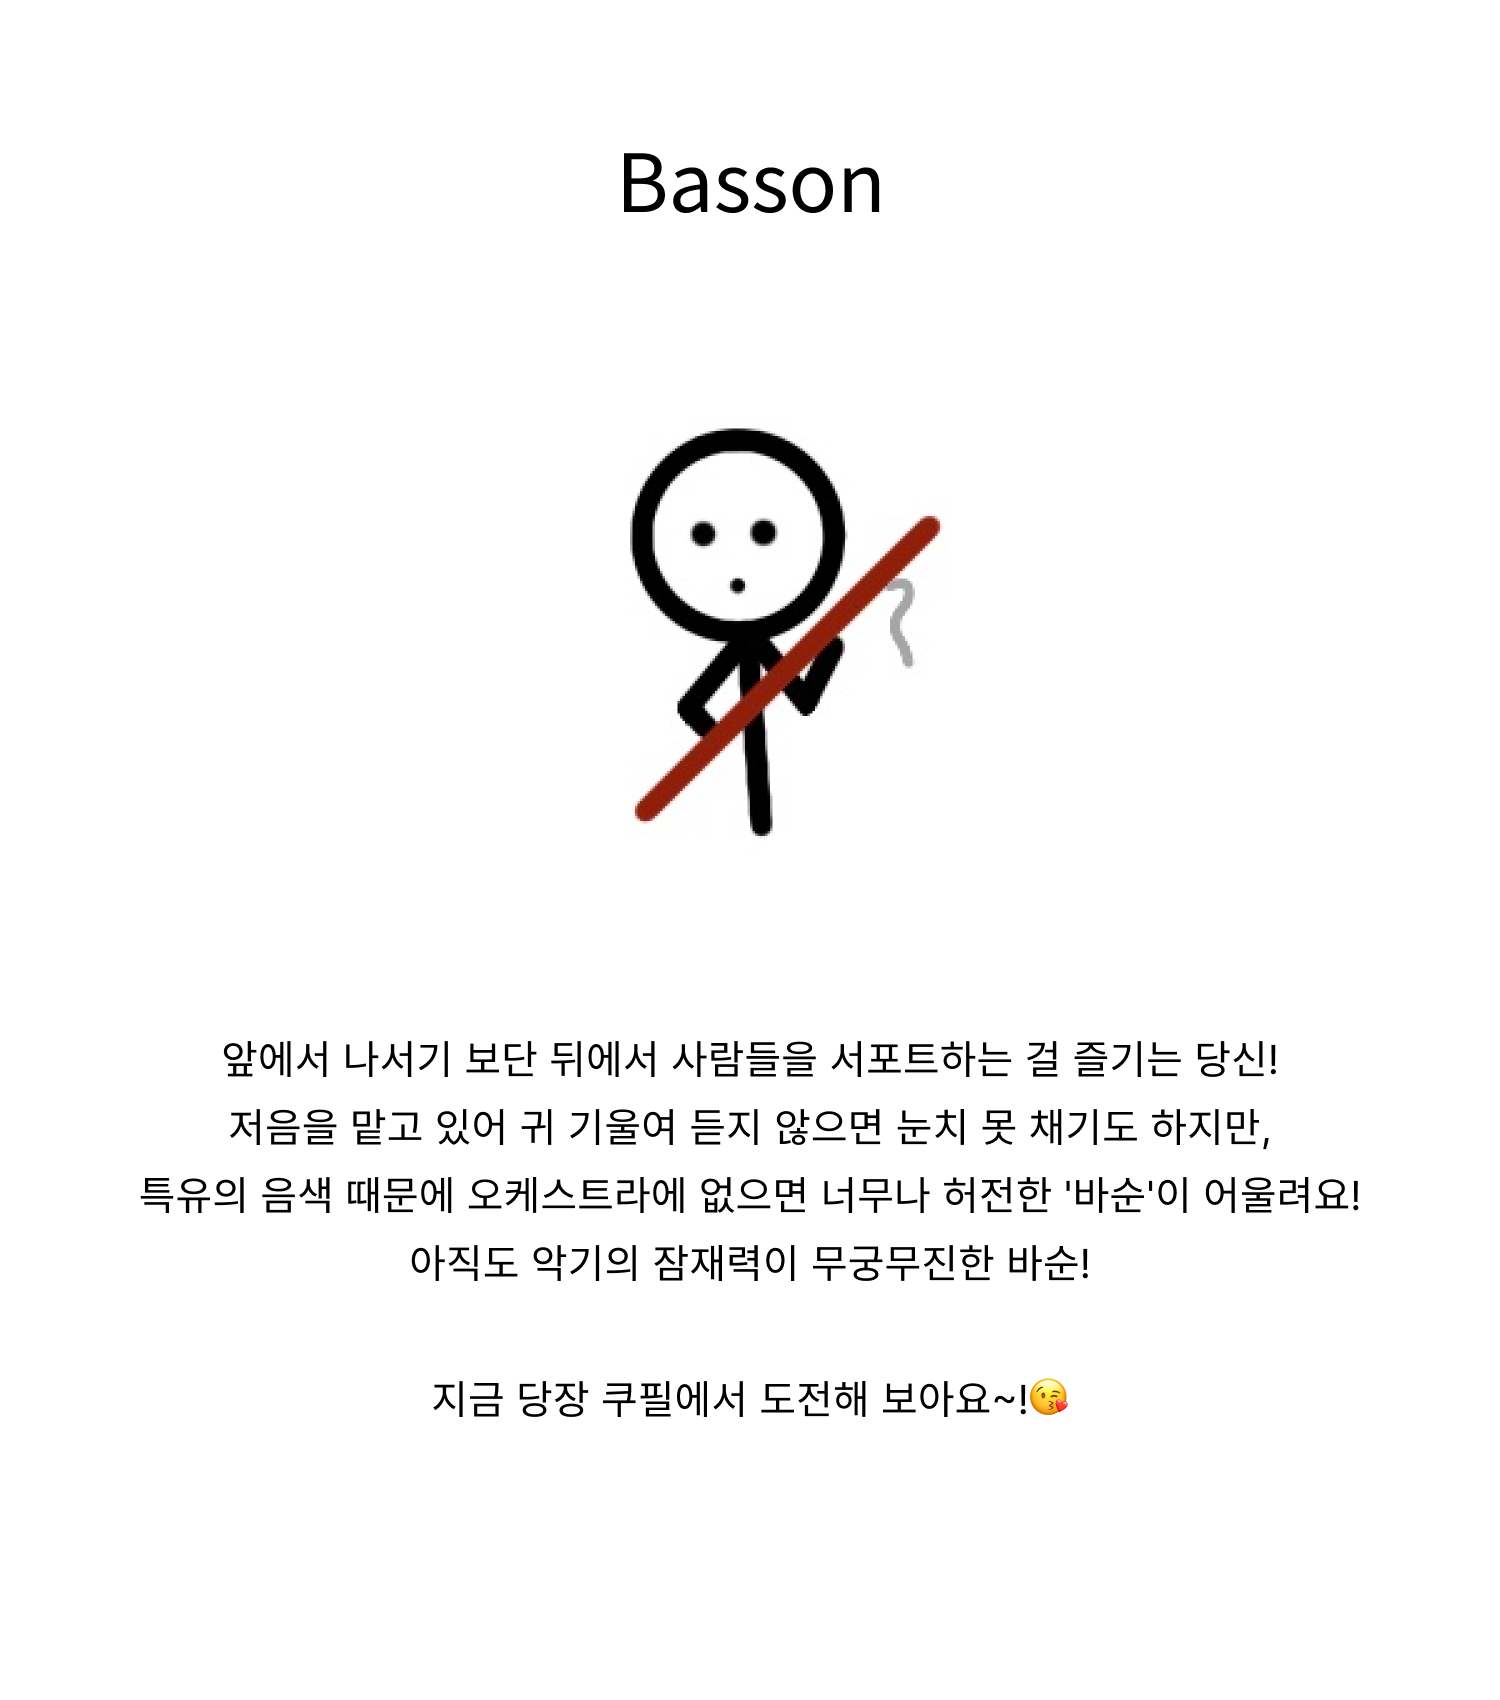 Basson
앞에서 나서기 보단 뒤에서 사람들을 서포트하는 걸 즐기는 당신!
저음을 맡고 있어 귀 기울여 듣지 않으면 눈치 못 채기도 하지만,
특유의 음색 때문에 오케스트라에 없으면 너무나 허전한 '바순'이 어울려요!
아직도 악기의 잠재력이 무궁무진한 바순!
지금 당장 쿠필에서 도전해 보아요~!😘